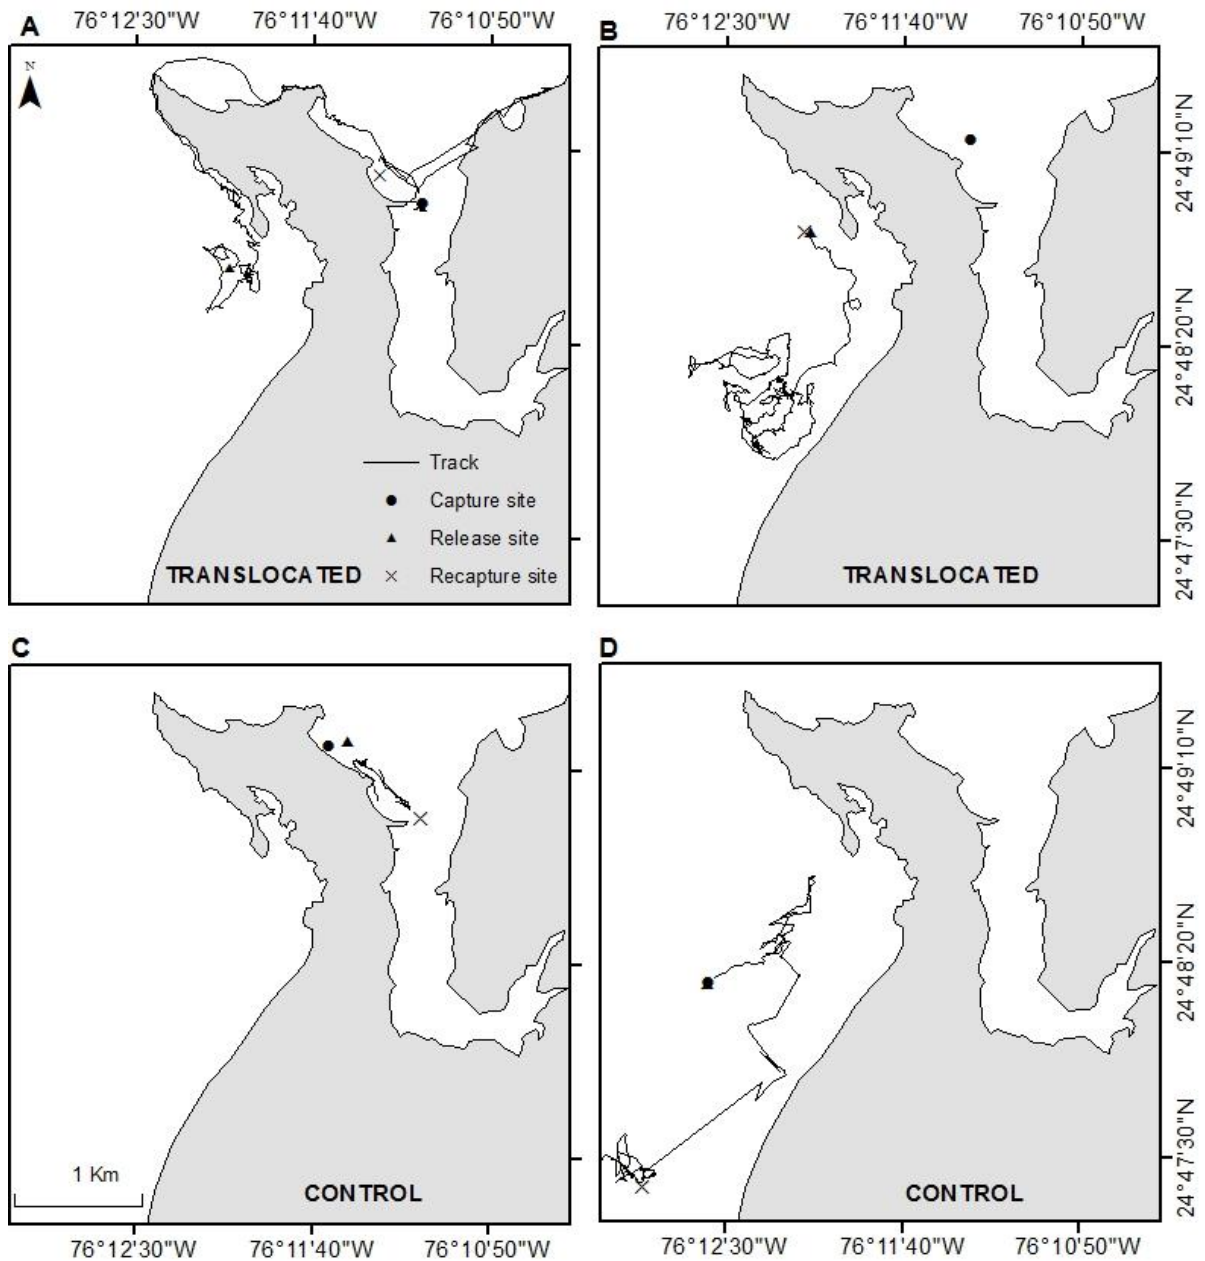 A
76°12'30"W 76°11'40"W 76°10'50"W
B
76°12'30"W 76°11'40"W 76°10'50"W
N
24°49'10"N
24°48'20"N
24°47'30"N
Track
Capture site
Release site
Recapture site
TRANSLOCATED
TRANSLOCATED
C
D
24°49'10"N
24°48'20"N
24°47'30"N
1 Km
CONTROL
CONTROL
76°12'30"W 76°11'40"W 76°10'50"W
76°12'30"W 76°11'40"W 76°10'50"W